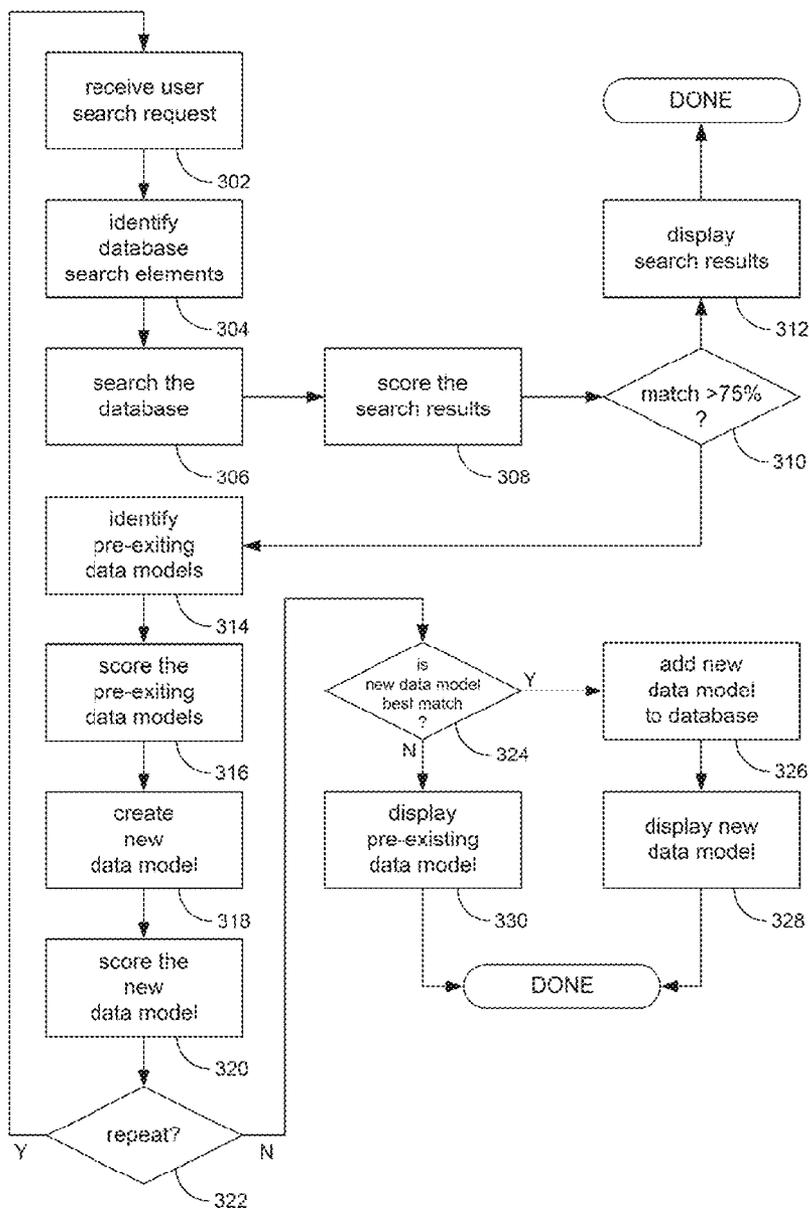 receive user
search request
302
identify
database
search elements
304
search the
database
306
score the
search results
308
match >75%
?
310
display
search results
312
DONE
identify
pre-exiting
data models
314
score the
pre-exiting
data models
316
create
new
data model
318
score the
new
data model
320
repeat?
Y
N
322
is
new data model
best match
?
324
Y
N
add new
data model
to database
326
display new
data model
328
display
pre-existing
data model
330
DONE